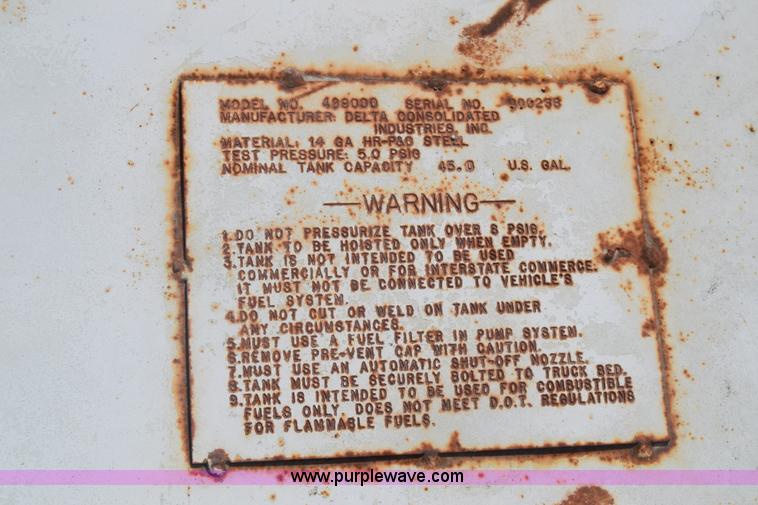 MODEL NO. 498000 SERIAL NO. 000236
MANUFACTURER: DELTA CONSOLIDATED
INDUSTRIES, INC.
MATERIAL: 14 GA HR-P&O STEEL
TEST PRESSURE: 5.0 PSIG
NOMINAL TANK CAPACITY 45.0 U.S. GAL.
—WARNING—
1.DO NOT PRESSURIZE TANK OVER 5 PSIG.
2.TANK TO BE HOISTED ONLY WHEN EMPTY.
3.TANK IS NOT INTENDED TO BE USED
COMMERCIALLY OR FOR INTERSTATE COMMERCE.
IT MUST NOT BE CONNECTED TO VEHICLE'S
FUEL SYSTEM.
4.DO NOT CUT OR WELD ON TANK UNDER
ANY CIRCUMSTANCES.
5.MUST USE A FUEL FILTER IN PUMP SYSTEM.
6.REMOVE PRE-VENT CAP WITH CAUTION.
7.MUST USE AN AUTOMATIC SHUT-OFF NOZZLE.
8.TANK MUST BE SECURELY BOLTED TO TRUCK BED.
9.TANK IS INTENDED TO BE USED FOR COMBUSTIBLE
FUELS ONLY. DOES NOT MEET D.O.T. REGULATIONS
FOR FLAMMABLE FUELS.
www.purplewave.com